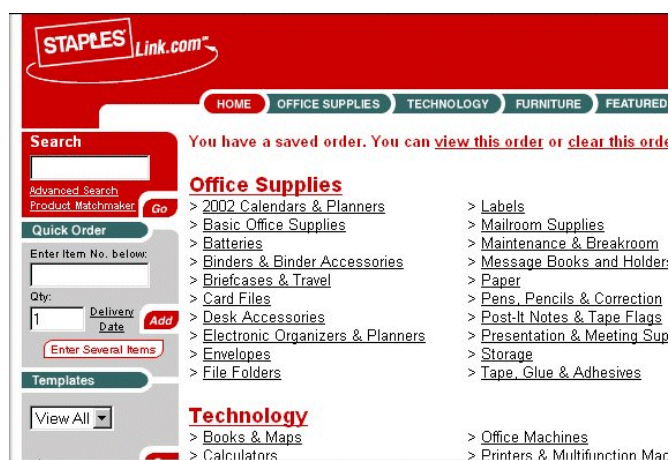 STAPLES Link.com
HOME OFFICE SUPPLIES TECHNOLOGY FURNITURE FEATURED
Search
Advanced Search
Product Matchmaker
Go
Quick Order
Enter Item No. below:
Qty:
1
Delivery
Date
Add
Enter Several Items
Templates
View All
You have a saved order. You can view this order or clear this orde
Office Supplies
> 2002 Calendars & Planners
> Basic Office Supplies
> Batteries
> Binders & Binder Accessories
> Briefcases & Travel
> Card Files
> Desk Accessories
> Electronic Organizers & Planners
> Envelopes
> File Folders
> Labels
> Mailroom Supplies
> Maintenance & Breakroom
> Message Books and Holders
> Paper
> Pens, Pencils & Correction
> Post-It Notes & Tape Flags
> Presentation & Meeting Sup
> Storage
> Tape, Glue & Adhesives
Technology
> Books & Maps
> Calculators
> Office Machines
> Printers & Multifunction Mac